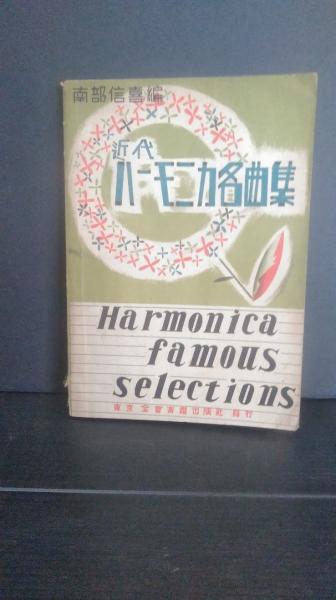 南部信喜編
近代
ハーモニカ名曲集
Harmonica
famous
selections
東京 全音楽譜出版社 発行